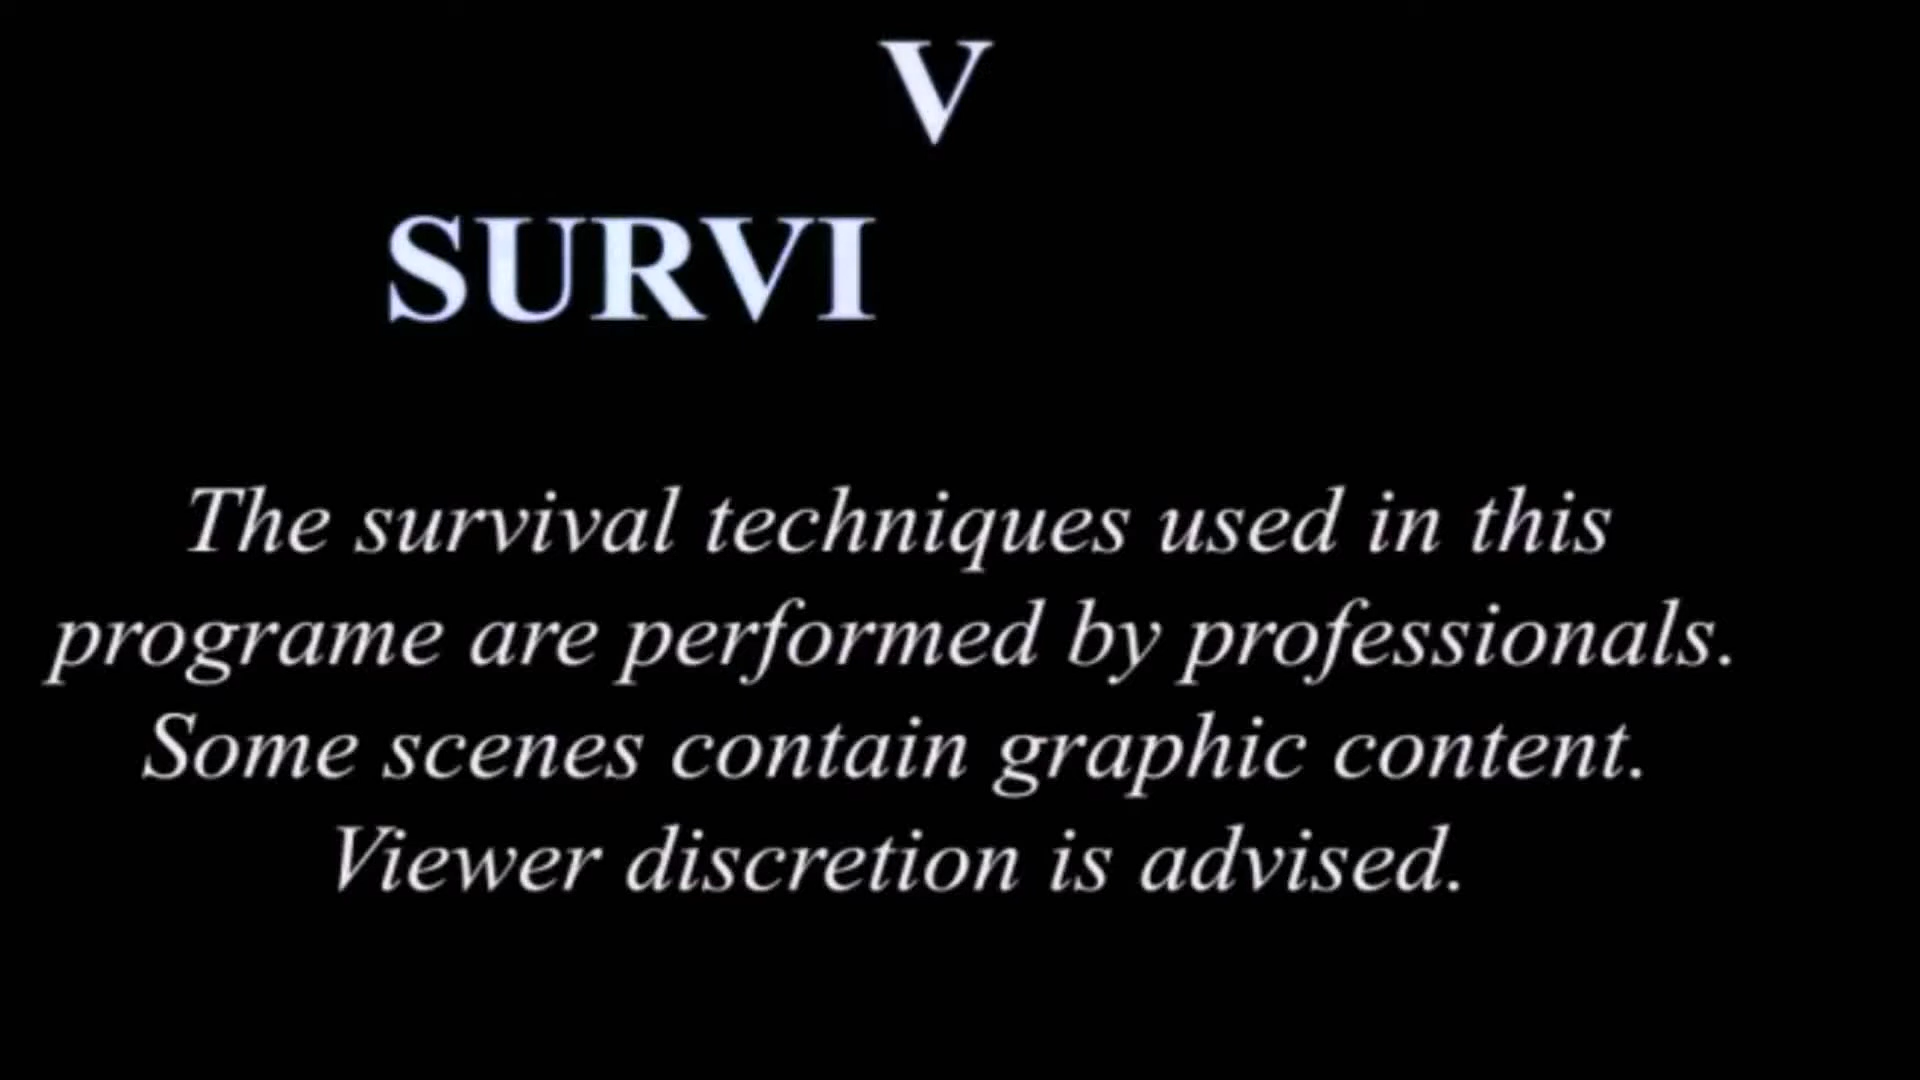 V
SURVI
The survival techniques used in this
programe are performed by professionals.
Some scenes contain graphic content.
Viewer discretion is advised.